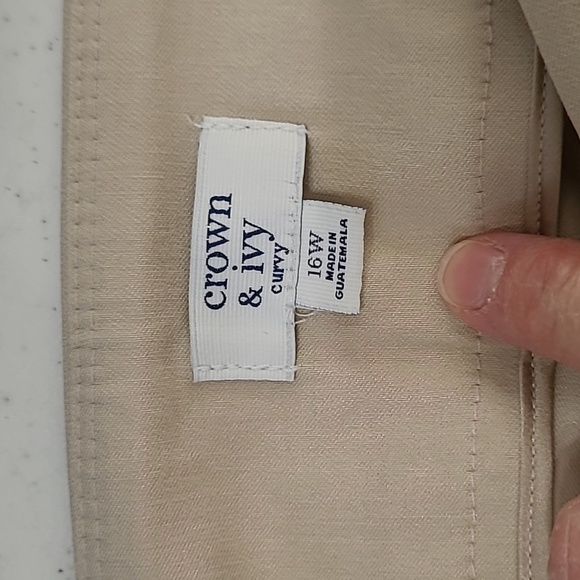 crown
& ivy
curvy
16W
MADE IN
GUATEMALA